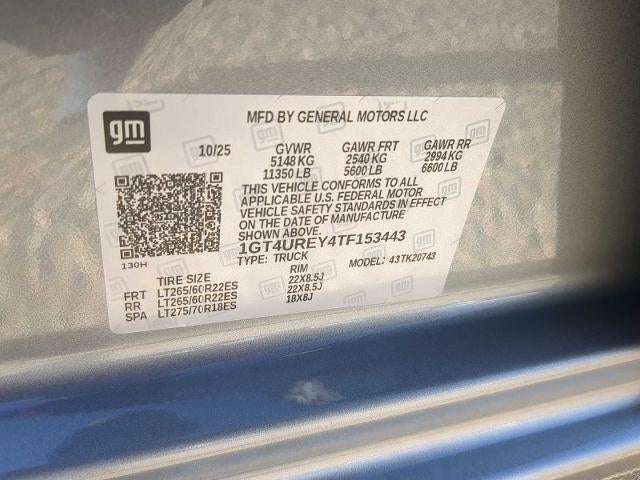 gm
MFD BY GENERAL MOTORS LLC
10/25 GVWR GAWR FRT GAWR RR
5148 KG 2540 KG 2994 KG
11350 LB 5600 LB 6600 LB
THIS VEHICLE CONFORMS TO ALL
APPLICABLE U.S. FEDERAL MOTOR
VEHICLE SAFETY STANDARDS IN EFFECT
ON THE DATE OF MANUFACTURE
SHOWN ABOVE.
1GT4UREY4TF153443
130H TYPE: TRUCK MODEL: 43TK20743
TIRE SIZE RIM
FRT LT265/60R22ES 22X8.5J
RR LT265/60R22ES 22X8.5J
SPA LT275/70R18ES 18X8J